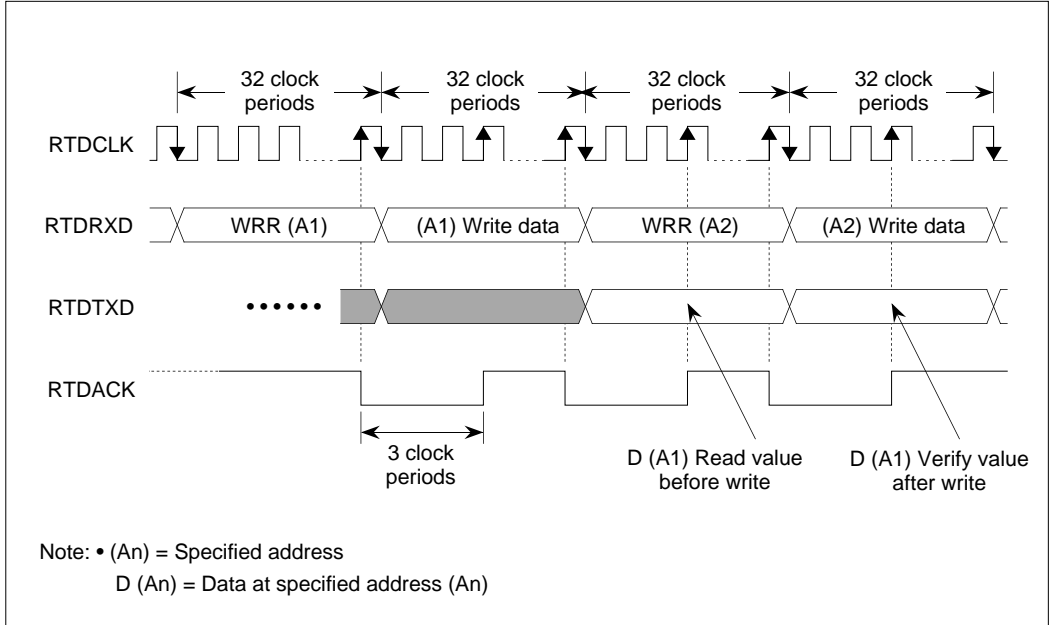 32 clock periods
32 clock periods
32 clock periods
32 clock periods
RTDCLK
RTDRXD
WRR (A1)
(A1) Write data
WRR (A2)
(A2) Write data
RTDTXD
••••••
RTDACK
3 clock periods
D (A1) Read value
before write
D (A1) Verify value
after write
Note: • (An) = Specified address
D (An) = Data at specified address (An)